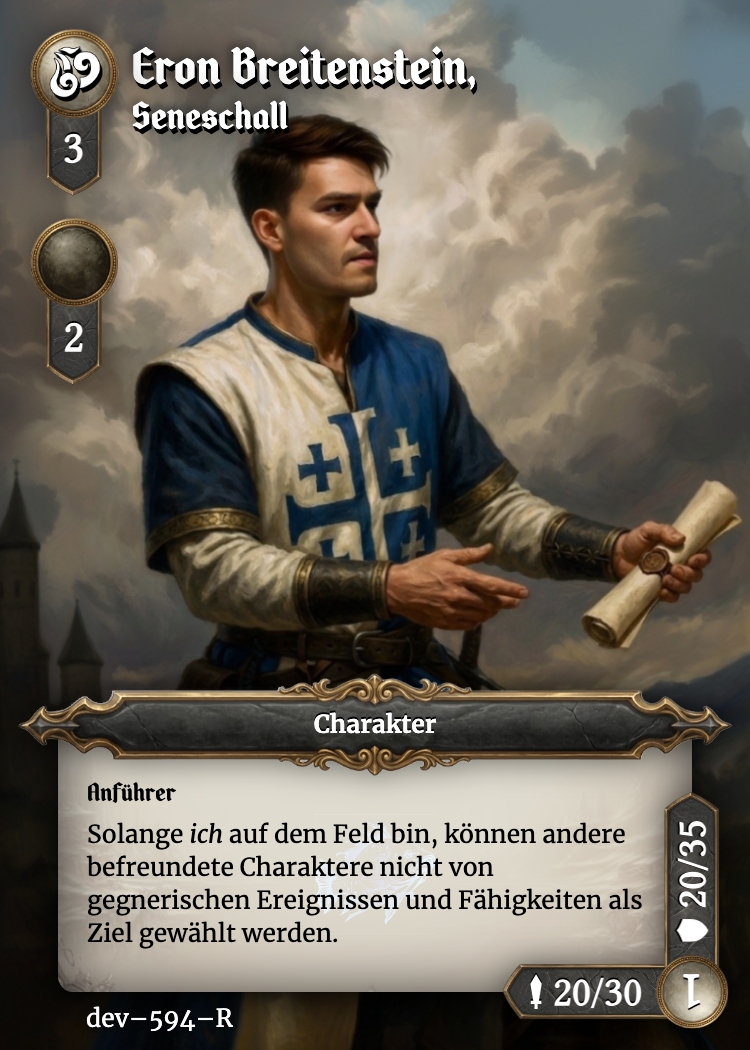 Eron Breitenstein,
Seneschall
3
2
Charakter
Anführer
Solange ich auf dem Feld bin, können andere
befreundete Charaktere nicht von
gegnerischen Ereignissen und Fähigkeiten als
Ziel gewählt werden.
20/35
20/30
1
dev–594–R